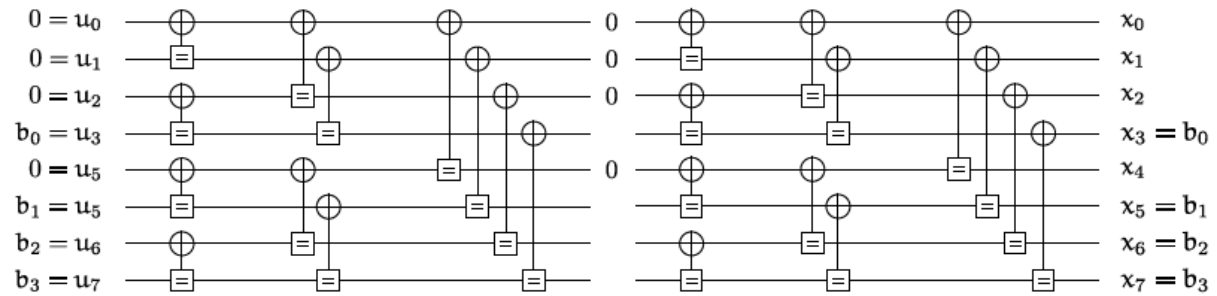 0 = u₀ 0 x₀
0 = u₁ 0 x₁
0 = u₂ 0 x₂
b₀ = u₃ x₃ = b₀
0 = u₅ 0 x₄
b₁ = u₅ x₅ = b₁
b₂ = u₆ x₆ = b₂
b₃ = u₇ x₇ = b₃